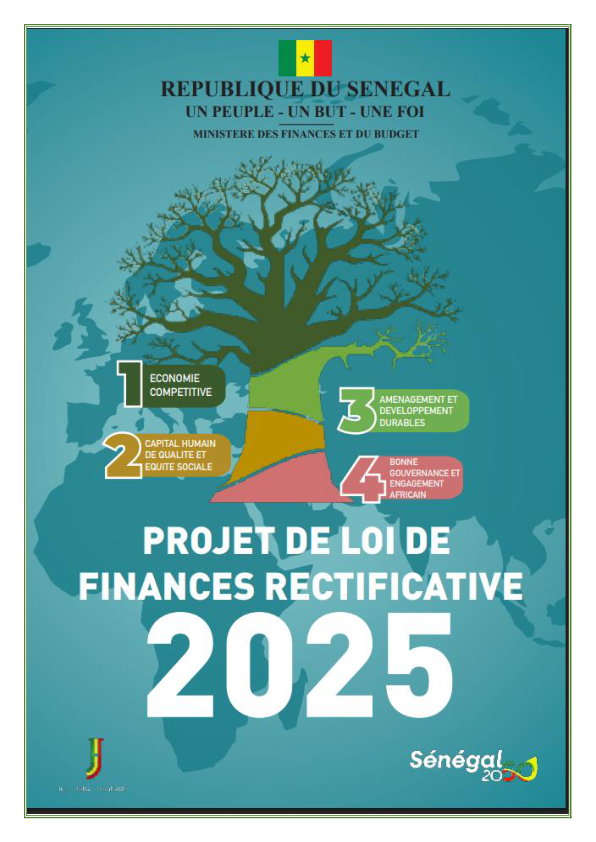 REPUBLIQUE DU SENEGAL
UN PEUPLE - UN BUT - UNE FOI
MINISTERE DES FINANCES ET DU BUDGET
1
ECONOMIE
COMPETITIVE
2
CAPITAL HUMAIN
DE QUALITE ET
EQUITE SOCIALE
3
AMENAGEMENT ET
DEVELOPPEMENT
DURABLES
4
BONNE
GOUVERNANCE ET
ENGAGEMENT
AFRICAIN
PROJET DE LOI DE
FINANCES RECTIFICATIVE
2025
Sénégal
2050